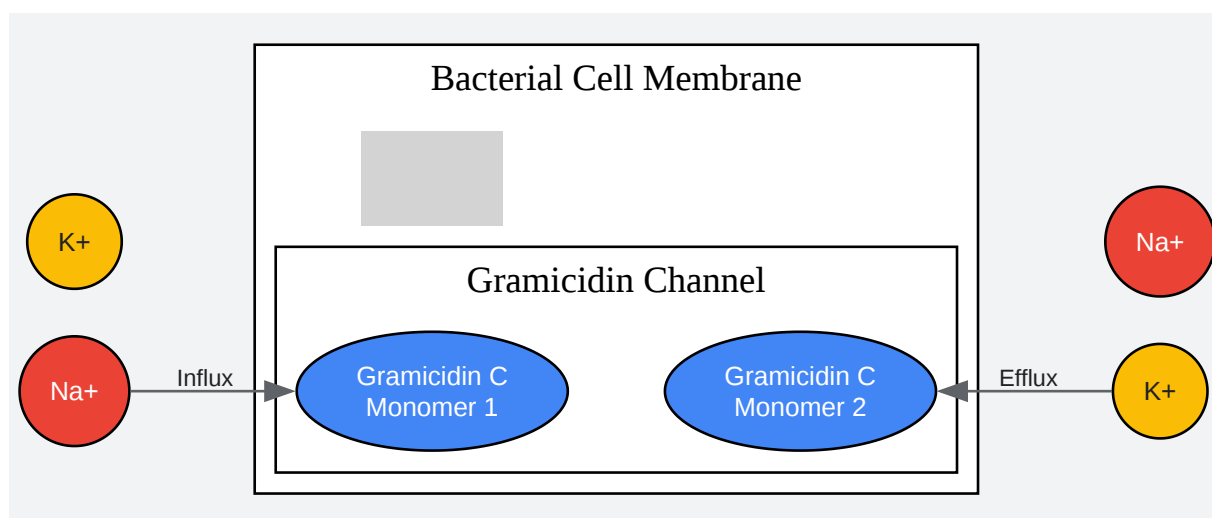 Bacterial Cell Membrane
K+
Na+
Gramicidin Channel
Na+
Influx
Gramicidin C
Monomer 1
Gramicidin C
Monomer 2
Efflux
K+